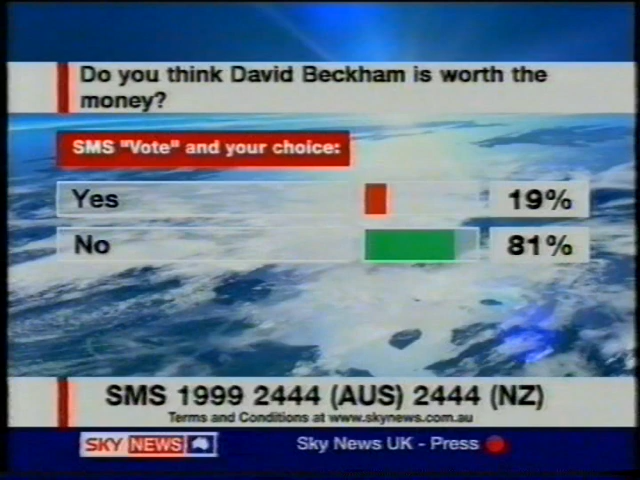 Do you think David Beckham is worth the
money?
SMS "Vote" and your choice:
Yes 19%
No 81%
SMS 1999 2444 (AUS) 2444 (NZ)
Terms and Conditions at www.skynews.com.au
SKY NEWS Sky News UK - Press